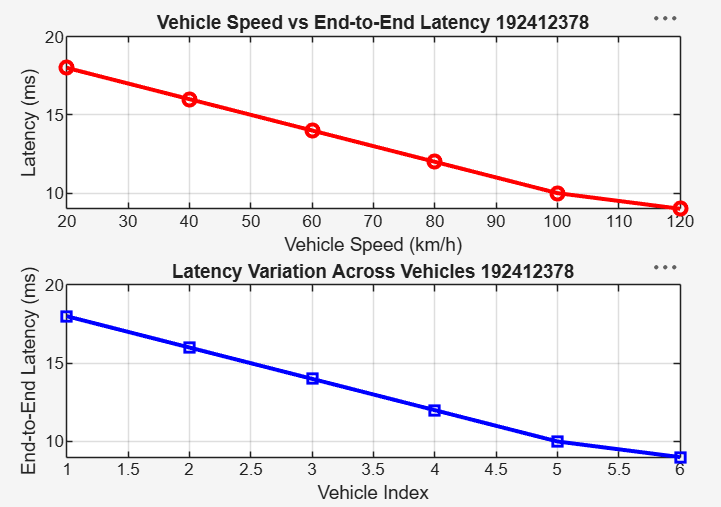 Vehicle Speed vs End-to-End Latency 192412378
20
15
10
Latency (ms)
20 30 40 50 60 70 80 90 100 110 120
Vehicle Speed (km/h)
Latency Variation Across Vehicles 192412378
20
15
10
End-to-End Latency (ms)
1 1.5 2 2.5 3 3.5 4 4.5 5 5.5 6
Vehicle Index